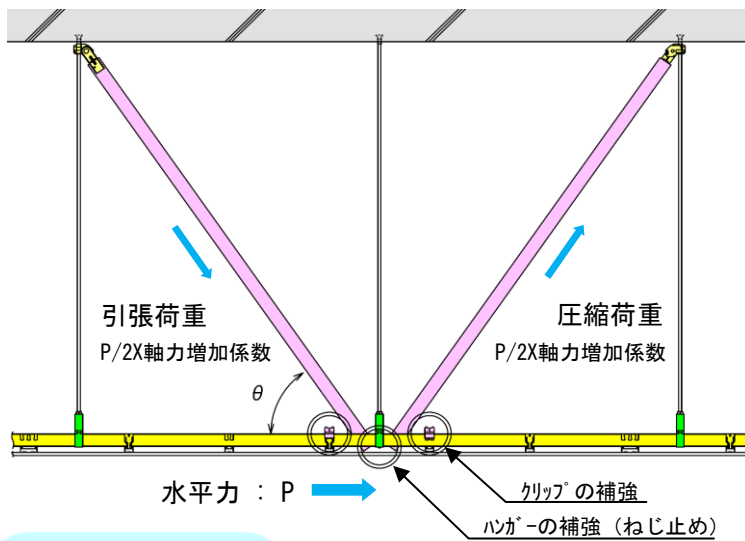 引張荷重
P/2X軸力増加係数
圧縮荷重
P/2X軸力増加係数
θ
水平力 : P
ｸﾘｯﾌﾟの補強
ﾊﾝｶﾞｰの補強（ねじ止め）